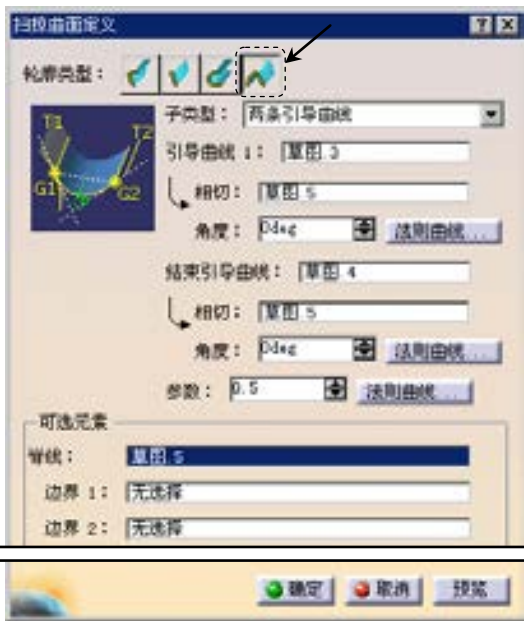 扫掠曲面定义
轮廓类型：
子类型： 两条引导曲线
T1
T2
G1
G2
引导曲线 1： 草图.3
相切： 草图.5
角度： 0deg 法则曲线...
结束引导曲线： 草图.4
相切： 草图.5
角度： 0deg 法则曲线...
参数： 0.5 法则曲线...
可选元素
脊线： 草图.5
边界 1： 无选择
边界 2： 无选择
确定 取消 预览